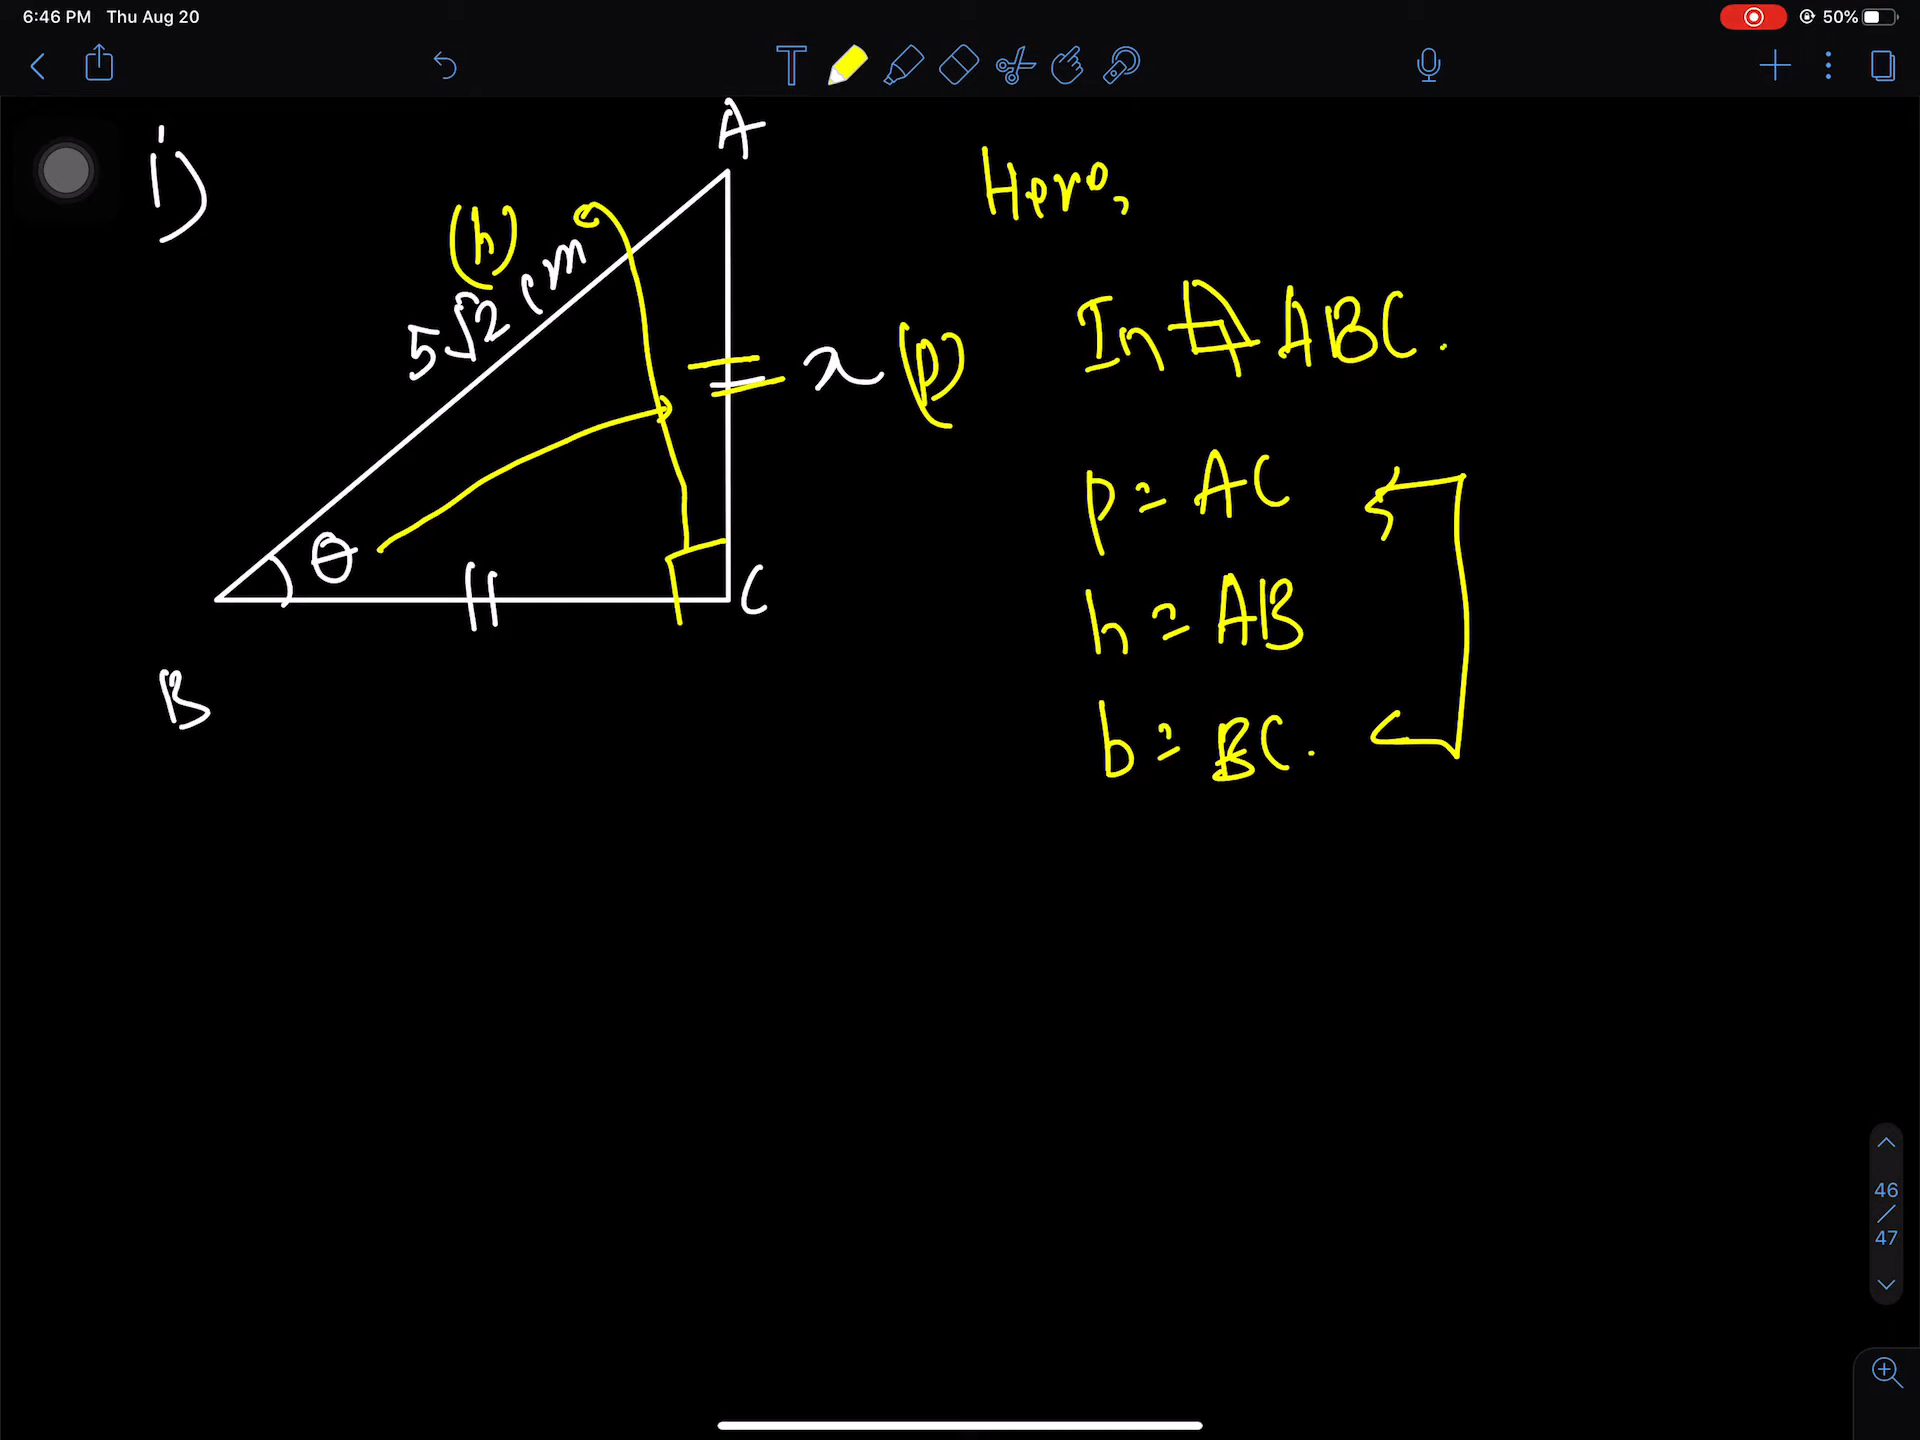 6:46 PM Thu Aug 20
50%
i)
A
(h)
5√2 cm
x (p)
θ
C
B
Here,
In ⊿ ABC.
p = AC
h = AB
b = BC.
46
/
47